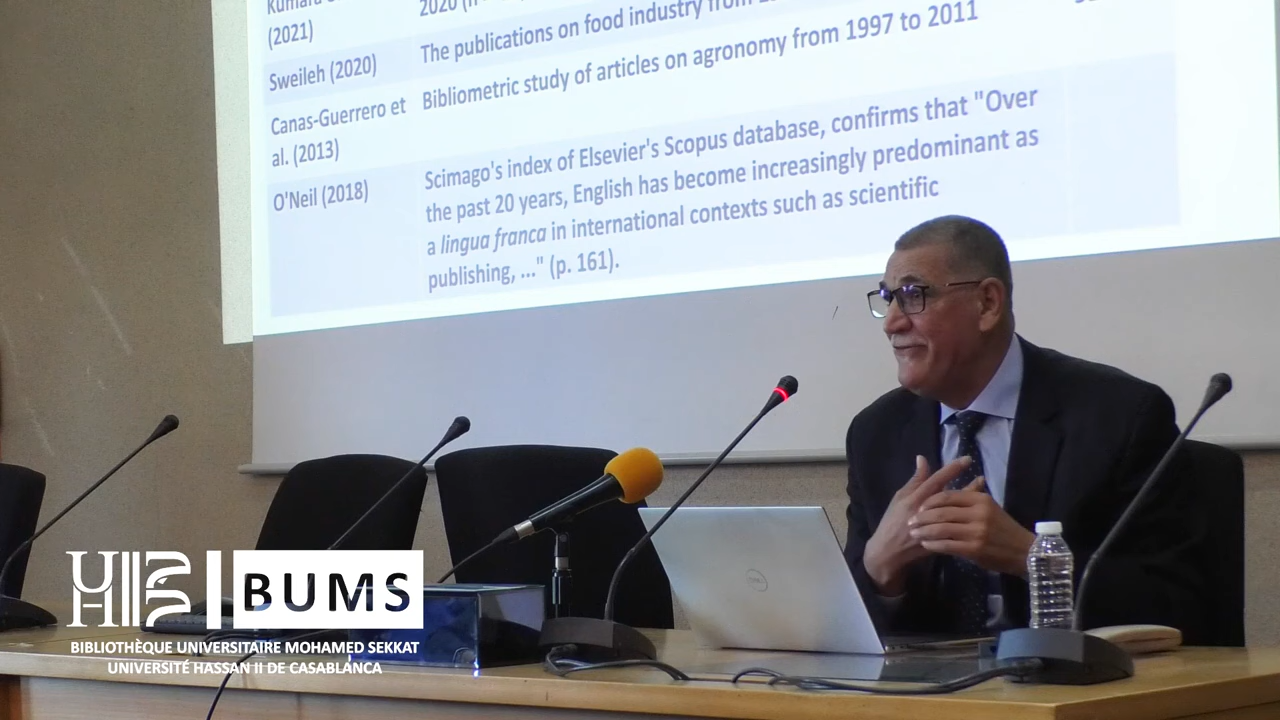 (2021)
The publications on food industry from
Sweileh (2020)
Bibliometric study of articles on agronomy from 1997 to 2011
Canas-Guerrero et
al. (2013)
O'Neil (2018)
Scimago's index of Elsevier's Scopus database, confirms that "Over
the past 20 years, English has become increasingly predominant as
a lingua franca in international contexts such as scientific
publishing, ..." (p. 161).
DELL
UH2C
BUMS
BIBLIOTHÈQUE UNIVERSITAIRE MOHAMED SEKKAT
UNIVERSITÉ HASSAN II DE CASABLANCA